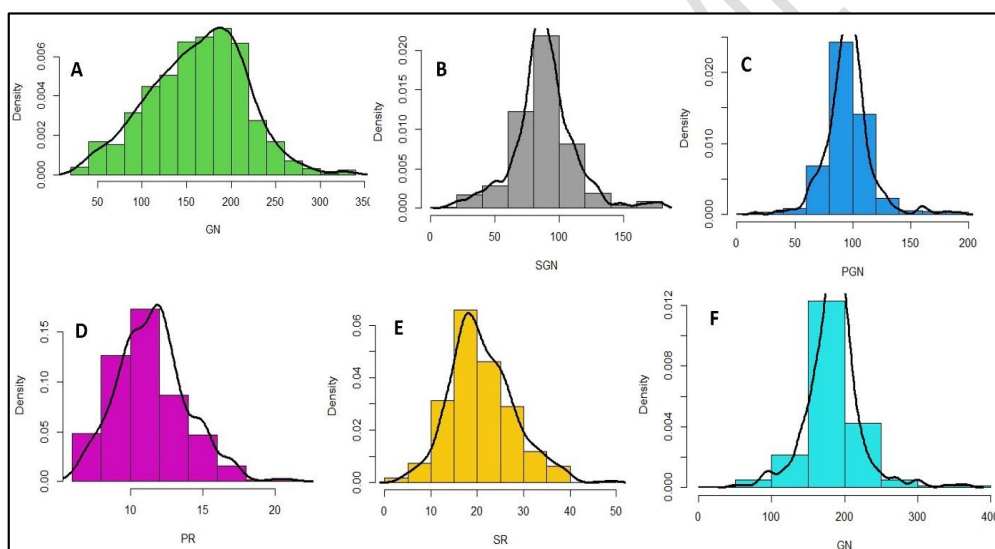 A
Density
0.000 0.002 0.004 0.006
50 100 150 200 250 300 350
GN
B
Density
0.000 0.005 0.010 0.015 0.020
0 50 100 150
SGN
C
Density
0.000 0.010 0.020
0 50 100 150 200
PGN
D
Density
0.00 0.05 0.10 0.15
10 15 20
PR
E
Density
0.00 0.02 0.04 0.06
0 10 20 30 40 50
SR
F
Density
0.000 0.004 0.008 0.012
0 100 200 300 400
GN